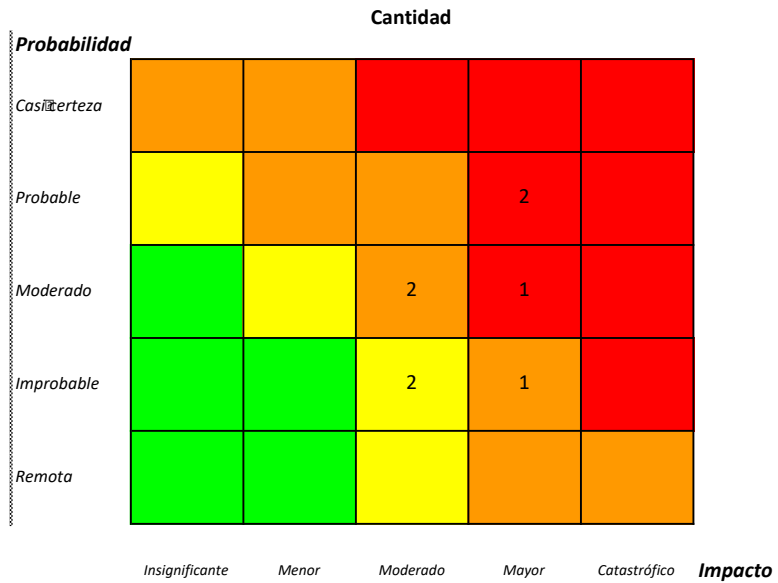 Cantidad
Probabilidad
Casi certeza
Probable
2
Moderado
2
1
Improbable
2
1
Remota
Insignificante
Menor
Moderado
Mayor
Catastrófico
Impacto